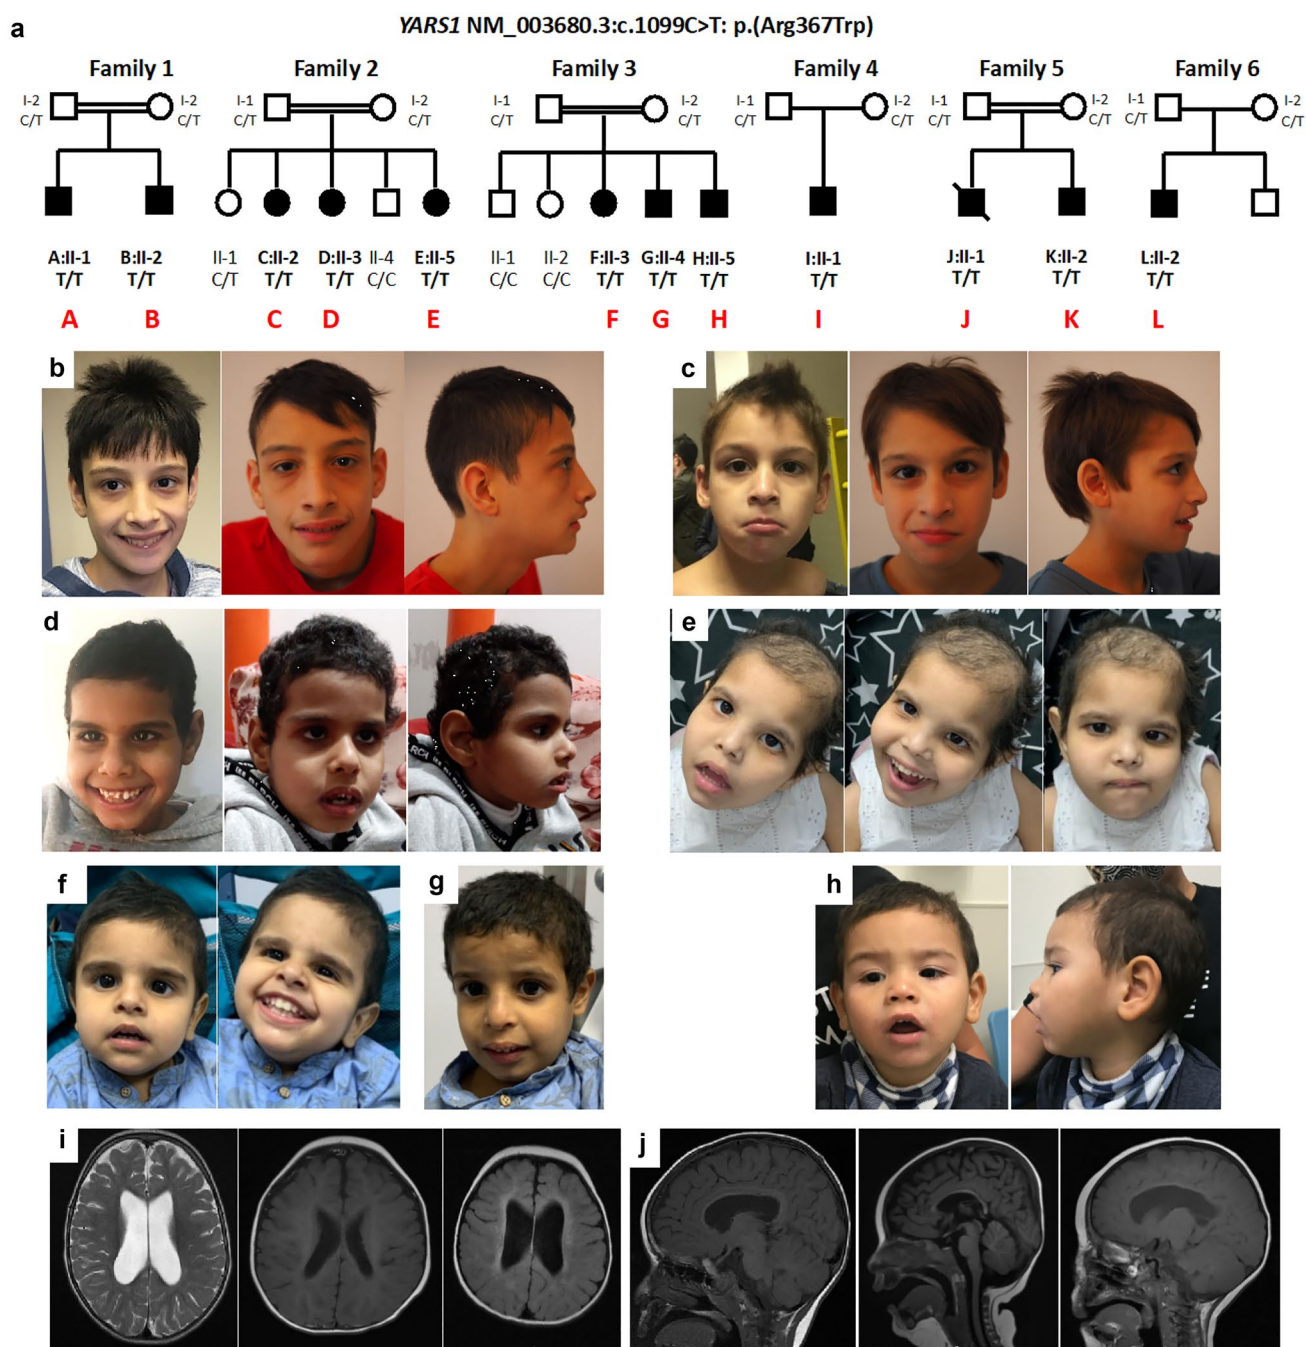 a
YARS1 NM_003680.3:c.1099C>T: p.(Arg367Trp)
Family 1 Family 2 Family 3 Family 4 Family 5 Family 6
I-2 I-2 I-1 I-2 I-1 I-2 I-1 I-2 I-1 I-2 I-1 I-2
C/T C/T C/T C/T C/T C/T C/T C/T C/T C/T C/T C/T
A:II-1 B:II-2 II-1 C:II-2 D:II-3 II-4 E:II-5 II-1 II-2 F:II-3 G:II-4 H:II-5 I:II-1 J:II-1 K:II-2 L:II-2
T/T T/T C/T T/T T/T C/C T/T C/C C/C T/T T/T T/T T/T T/T T/T T/T
A B C D E F G H I J K L
b c
d e
f g h
i j